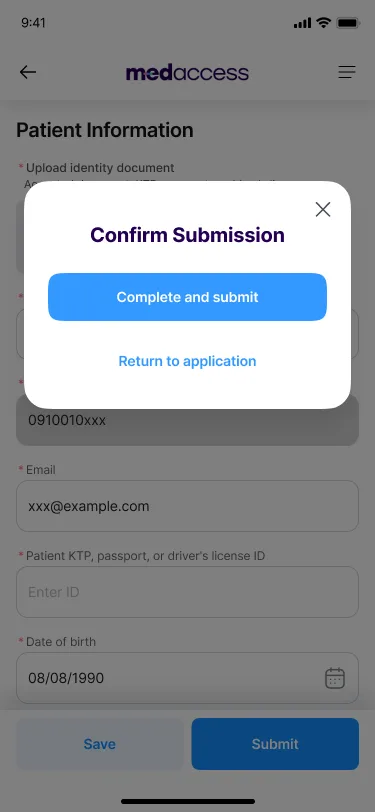 9:41
medaccess
Patient Information
* Upload identity document
Confirm Submission
Complete and submit
Return to application
*
*
0910010xxx
* Email
xxx@example.com
* Patient KTP, passport, or driver's license ID
Enter ID
* Date of birth
08/08/1990
Save
Submit